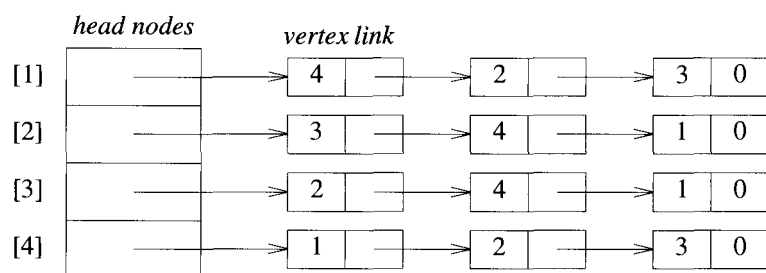 head nodes
vertex link
[1] 4 2 3 0
[2] 3 4 1 0
[3] 2 4 1 0
[4] 1 2 3 0